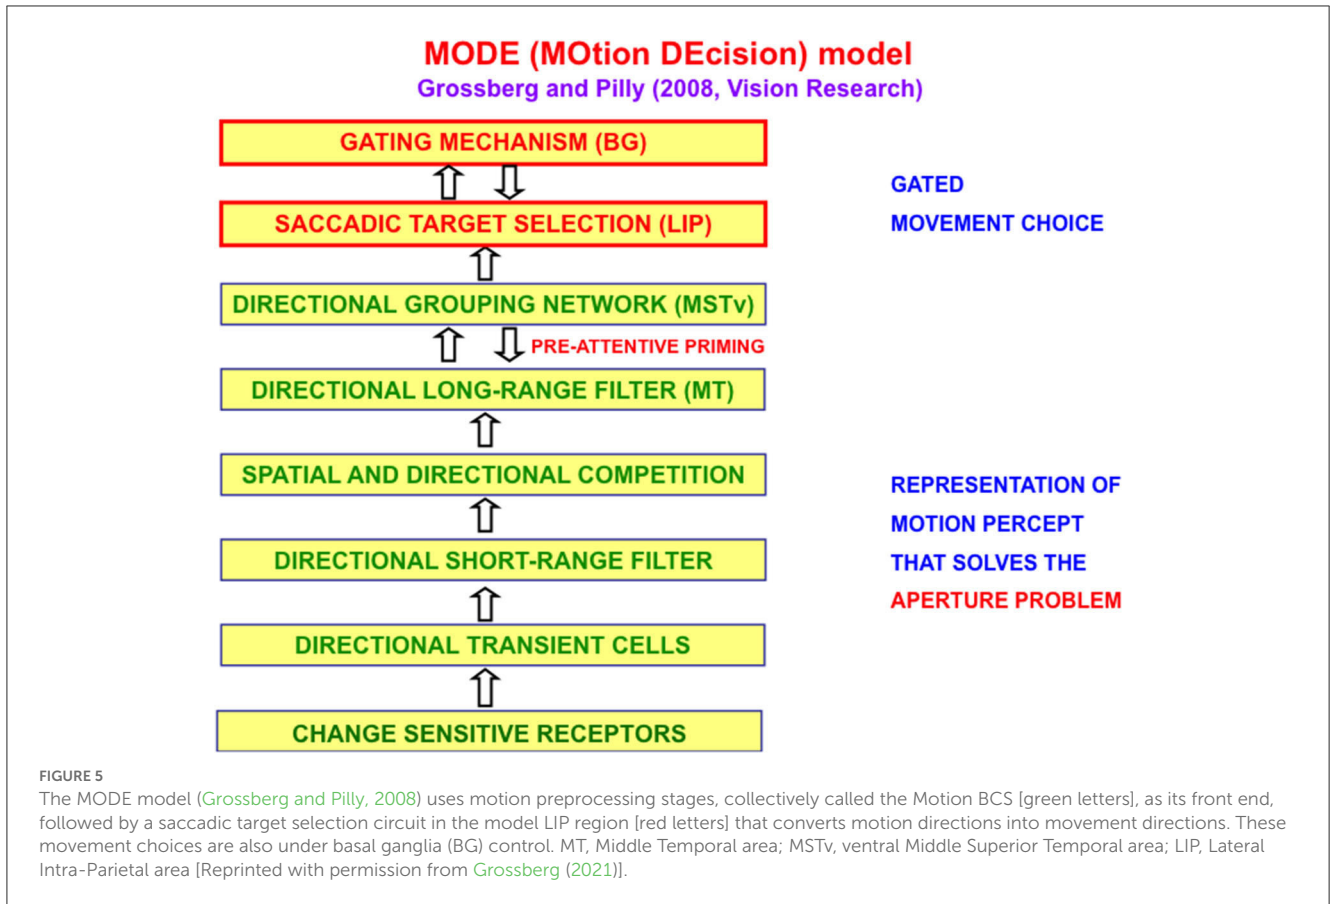 MODE (MOtion DEcision) model
Grossberg and Pilly (2008, Vision Research)
GATING MECHANISM (BG)
SACCADIC TARGET SELECTION (LIP)
GATED
MOVEMENT CHOICE
DIRECTIONAL GROUPING NETWORK (MSTv)
PRE-ATTENTIVE PRIMING
DIRECTIONAL LONG-RANGE FILTER (MT)
SPATIAL AND DIRECTIONAL COMPETITION
DIRECTIONAL SHORT-RANGE FILTER
DIRECTIONAL TRANSIENT CELLS
CHANGE SENSITIVE RECEPTORS
REPRESENTATION OF
MOTION PERCEPT
THAT SOLVES THE
APERTURE PROBLEM
FIGURE 5
The MODE model (Grossberg and Pilly, 2008) uses motion preprocessing stages, collectively called the Motion BCS [green letters], as its front end,
followed by a saccadic target selection circuit in the model LIP region [red letters] that converts motion directions into movement directions. These
movement choices are also under basal ganglia (BG) control. MT, Middle Temporal area; MSTv, ventral Middle Superior Temporal area; LIP, Lateral
Intra-Parietal area [Reprinted with permission from Grossberg (2021)].